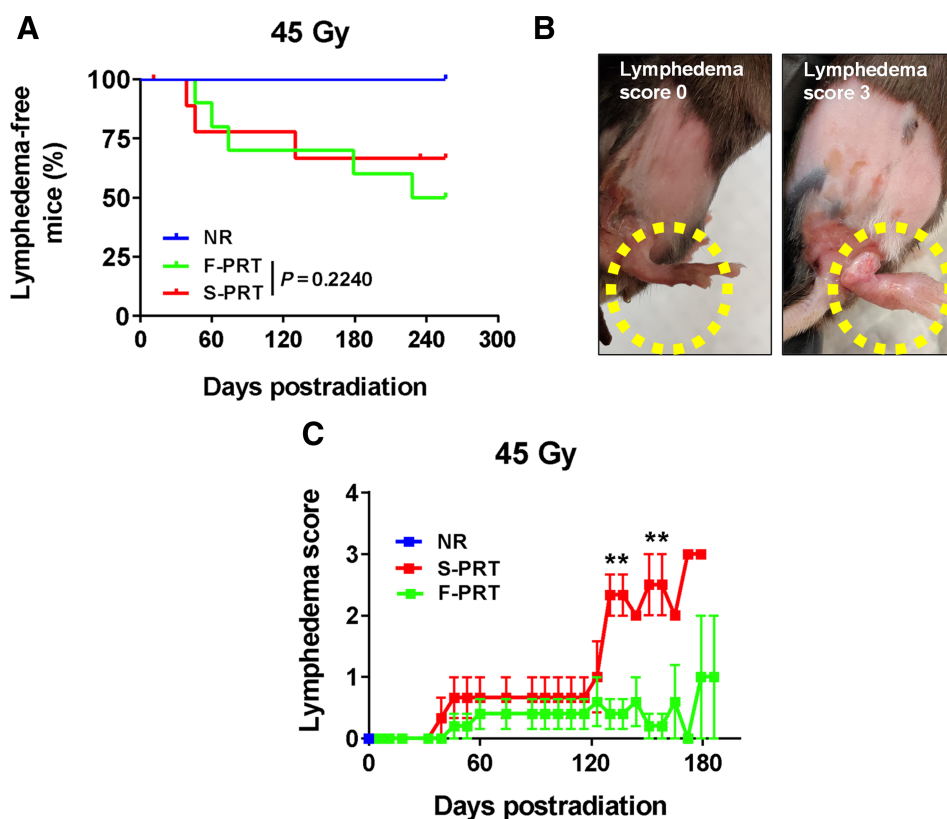 A
45 Gy
Lymphedema-free
mice (%)
100
75
50
25
0
NR
F-PRT
S-PRT
P = 0.2240
0 60 120 180 240 300
Days postradiation
B
Lymphedema
score 0
Lymphedema
score 3
C
45 Gy
Lymphedema score
4
3
2
1
0
NR
S-PRT
F-PRT
**
**
0 60 120 180
Days postradiation